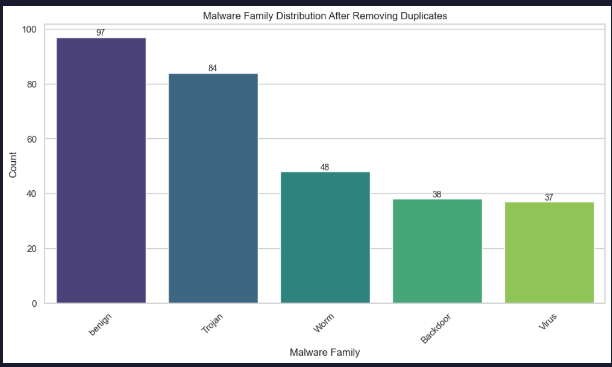 Malware Family Distribution After Removing Duplicates
100
80
60
40
20
0
Count
97
84
48
38
37
benign
Trojan
Worm
Backdoor
Virus
Malware Family